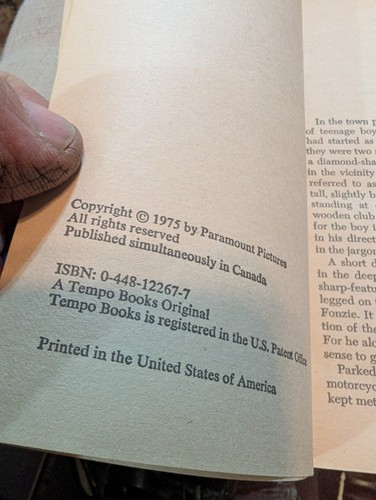 Copyright © 1975 by Paramount Pictures
All rights reserved
Published simultaneously in Canada
ISBN: 0-448-12267-7
A Tempo Books Original
Tempo Books is registered in the U.S. Patent Office
Printed in the United States of America
In the town
of teenage boy
had started as
they were two
a diamond-sha
in the vicinity
referred to as
tall, slightly b
standing at
wooden club
for the boy i
in his direct
in the jargon
A short d
in the deep
sharp-featu
legged on
Fonzie. It
tion of the
For he alo
sense to g
Parked
motorcyc
kept met